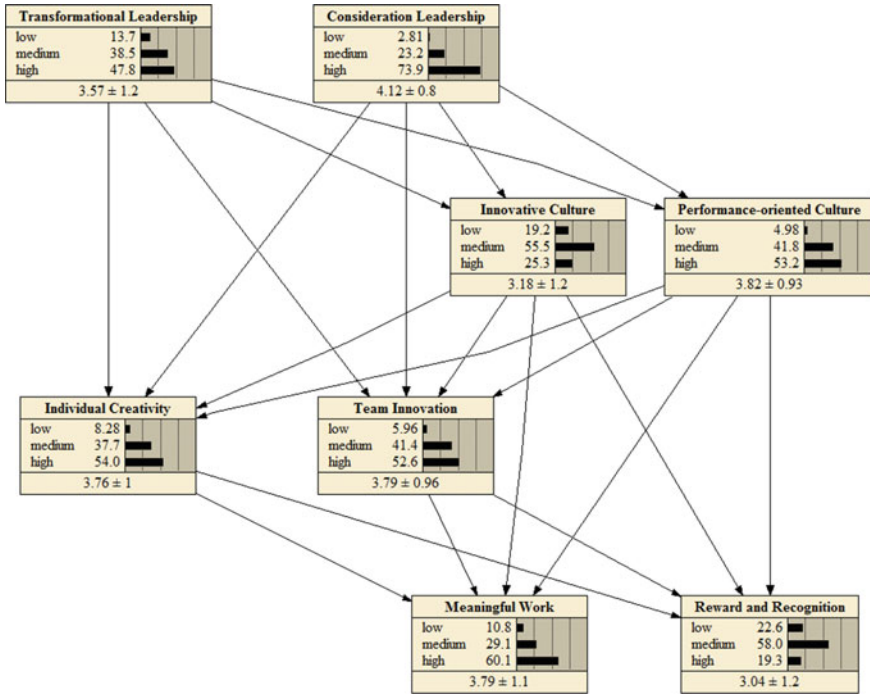 Transformational Leadership
low 13.7
medium 38.5
high 47.8
3.57 ± 1.2
Consideration Leadership
low 2.81
medium 23.2
high 73.9
4.12 ± 0.8
Innovative Culture
low 19.2
medium 55.5
high 25.3
3.18 ± 1.2
Performance-oriented Culture
low 4.98
medium 41.8
high 53.2
3.82 ± 0.93
Individual Creativity
low 8.28
medium 37.7
high 54.0
3.76 ± 1
Team Innovation
low 5.96
medium 41.4
high 52.6
3.79 ± 0.96
Meaningful Work
low 10.8
medium 29.1
high 60.1
3.79 ± 1.1
Reward and Recognition
low 22.6
medium 58.0
high 19.3
3.04 ± 1.2